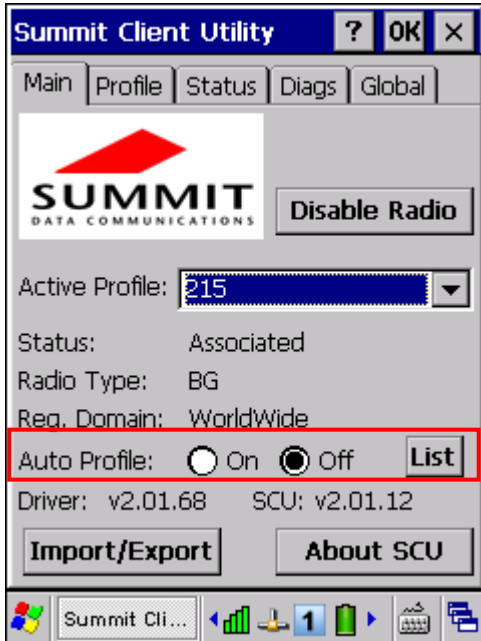 Summit Client Utility ? OK ×
Main Profile Status Diags Global
SUMMIT
DATA COMMUNICATIONS
Disable Radio
Active Profile: 215
Status: Associated
Radio Type: BG
Reg. Domain: WorldWide
Auto Profile: On Off List
Driver: v2.01.68 SCU: v2.01.12
Import/Export About SCU
Summit Cli... 1